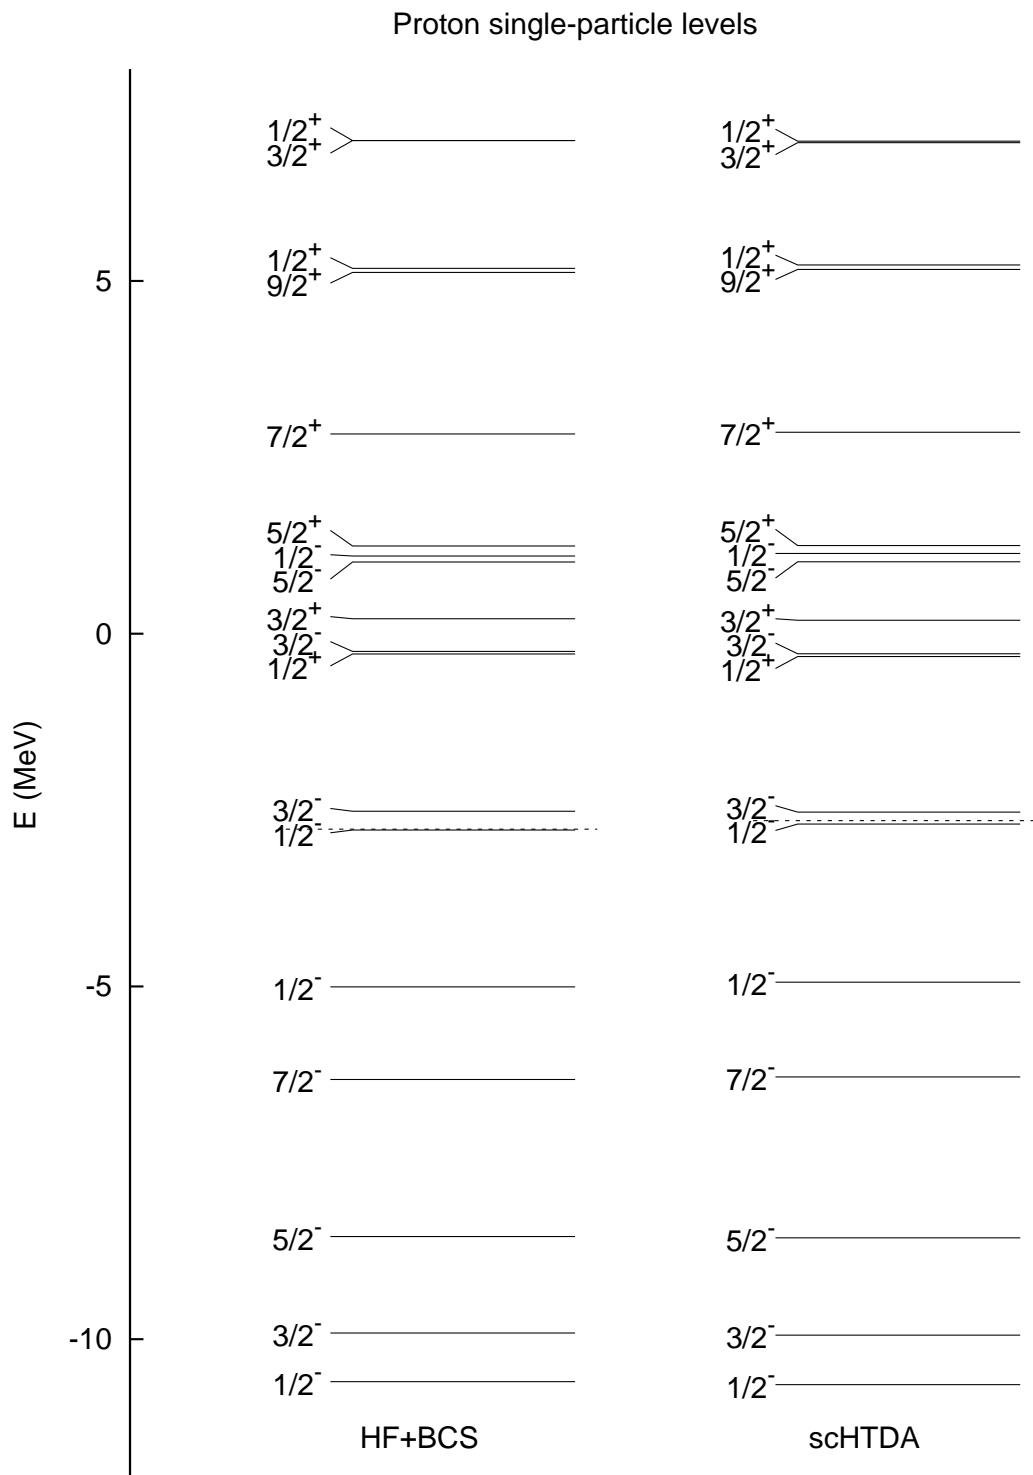 Proton single-particle levels
1/2⁺ 1/2⁺
3/2⁺ 3/2⁺
1/2⁺ 1/2⁺
5 9/2⁺ 9/2⁺
7/2⁺ 7/2⁺
5/2⁺ 5/2⁺
1/2⁻ 1/2⁻
5/2⁻ 5/2⁻
0 3/2⁺ 3/2⁺
3/2⁻ 3/2⁻
1/2⁺ 1/2⁺
E (MeV)
3/2⁻ 3/2⁻
1/2⁻ 1/2⁻
-5 1/2⁻ 1/2⁻
7/2⁻ 7/2⁻
5/2⁻ 5/2⁻
-10 3/2⁻ 3/2⁻
1/2⁻ 1/2⁻
HF+BCS scHTDA